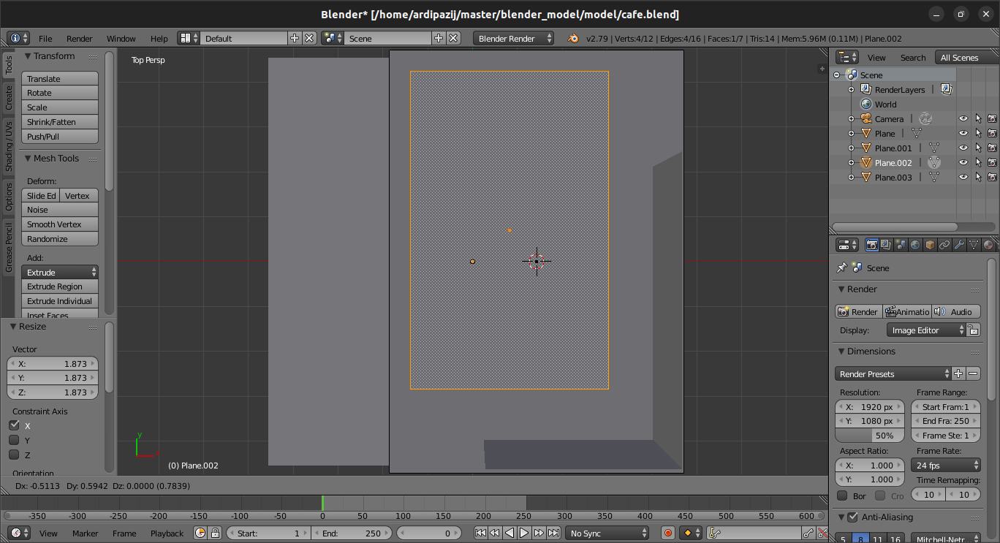 Blender* [/home/ardipazij/master/blender_model/model/cafe.blend]
File Render Window Help Default Scene Blender Render v2.79 | Verts:4/12 | Edges:4/16 | Faces:1/7 | Tris:14 | Mem:5.96M (0.11M) | Plane.002
Tools
Create
Shading / UVs
Options
Grease Pencil
Transform
Translate
Rotate
Scale
Shrink/Fatten
Push/Pull
Mesh Tools
Deform:
Slide Ed Vertex
Noise
Smooth Vertex
Randomize
Add:
Extrude
Extrude Region
Extrude Individual
Inset Faces
Resize
Vector
X: 1.873
Y: 1.873
Z: 1.873
Constraint Axis
X
Y
Z
Orientation
Top Persp
y
x
(0) Plane.002
Dx: -0.5113 Dy: 0.5942 Dz: 0.0000 (0.7839)
View Search All Scenes
Scene
RenderLayers |
World
Camera |
Plane |
Plane.001 |
Plane.002 |
Plane.003 |
Scene
Render
Render Animatio Audio
Display: Image Editor
Dimensions
Render Presets
Resolution: Frame Range:
X: 1920 px Start Fram:1
Y: 1080 px End Fra: 250
50% Frame Ste: 1
Aspect Ratio: Frame Rate:
X: 1.000 24 fps
Y: 1.000 Time Remapping:
Bor Cro 10 10
Anti-Aliasing
5 8 11 16 Mitchell-Netr...
-350 -300 -250 -200 -150 -100 -50 0 50 100 150 200 250 300 350 400 450 500 550 600
View Marker Frame Playback Start: 1 End: 250 0 No Sync